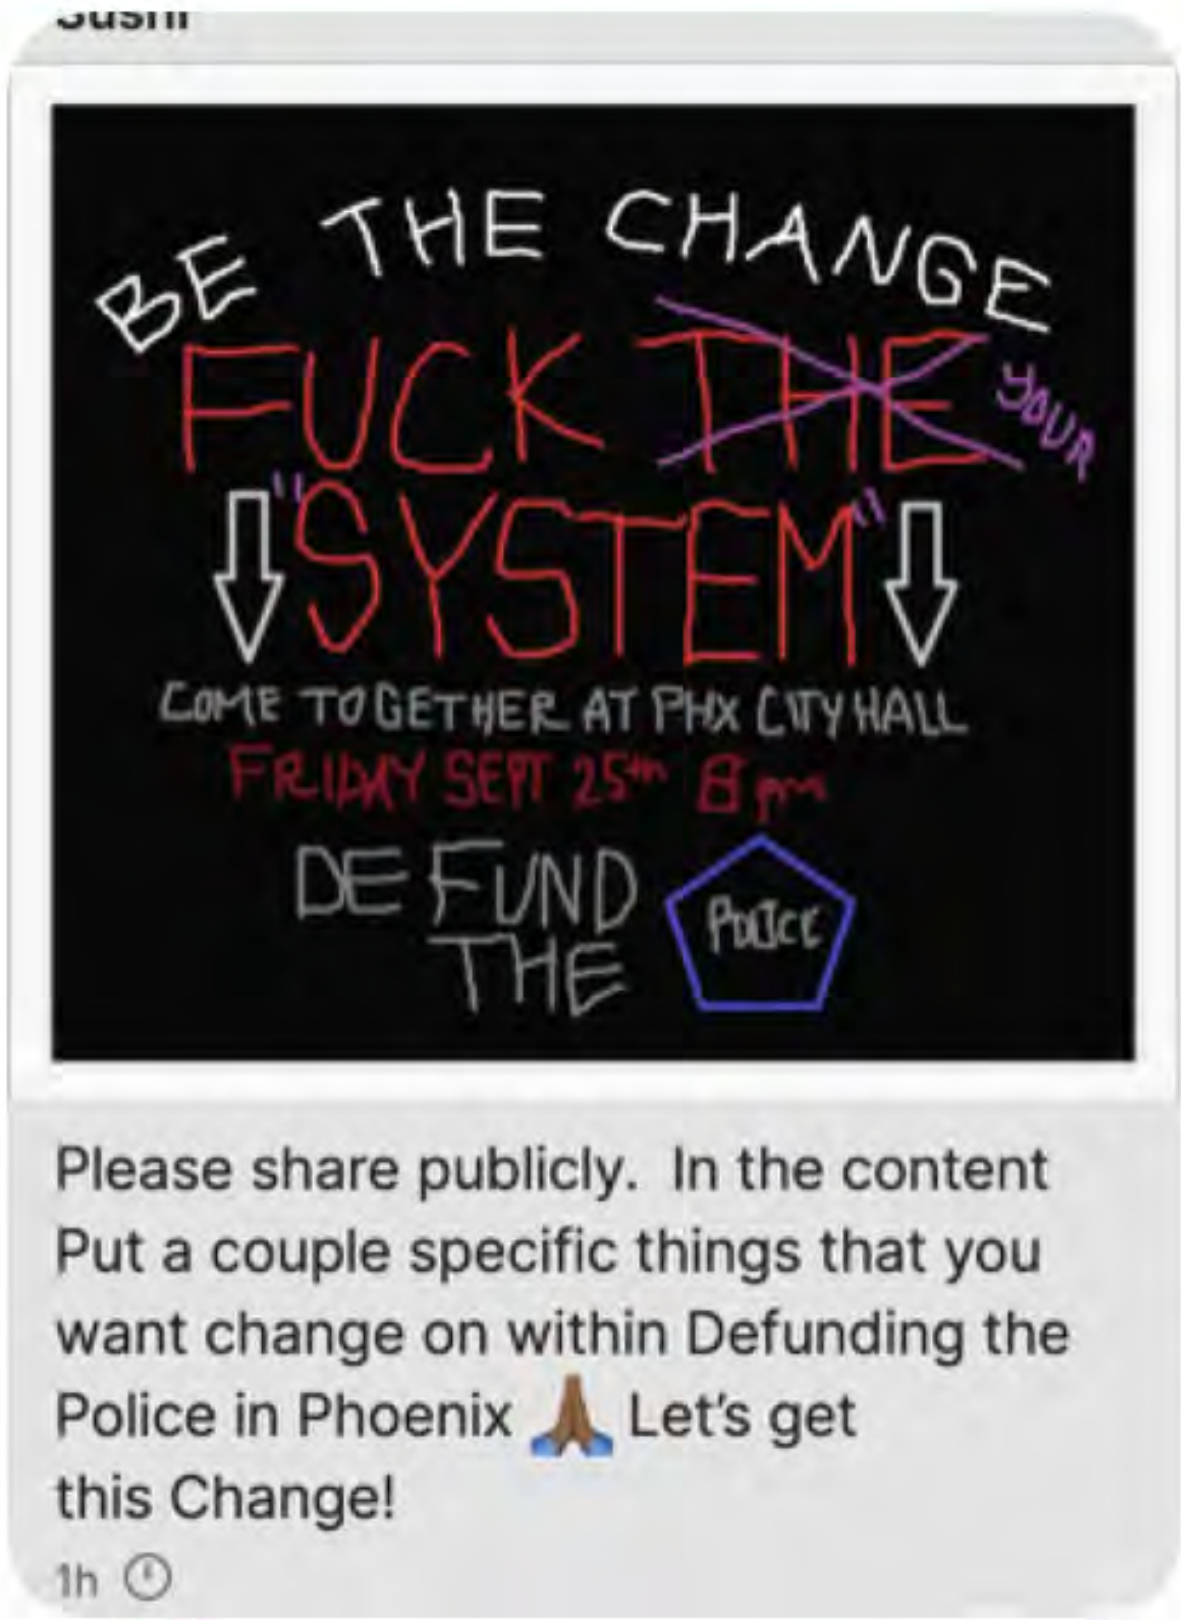 Sushi
BE THE CHANGE
FUCK THE YOUR
"SYSTEM"
COME TOGETHER AT PHX CITY HALL
FRIDAY SEPT 25th 8pm
DEFUND
THE POLICE
Please share publicly.  In the content
Put a couple specific things that you
want change on within Defunding the
Police in Phoenix 🙏🏾 Let's get
this Change!
1h